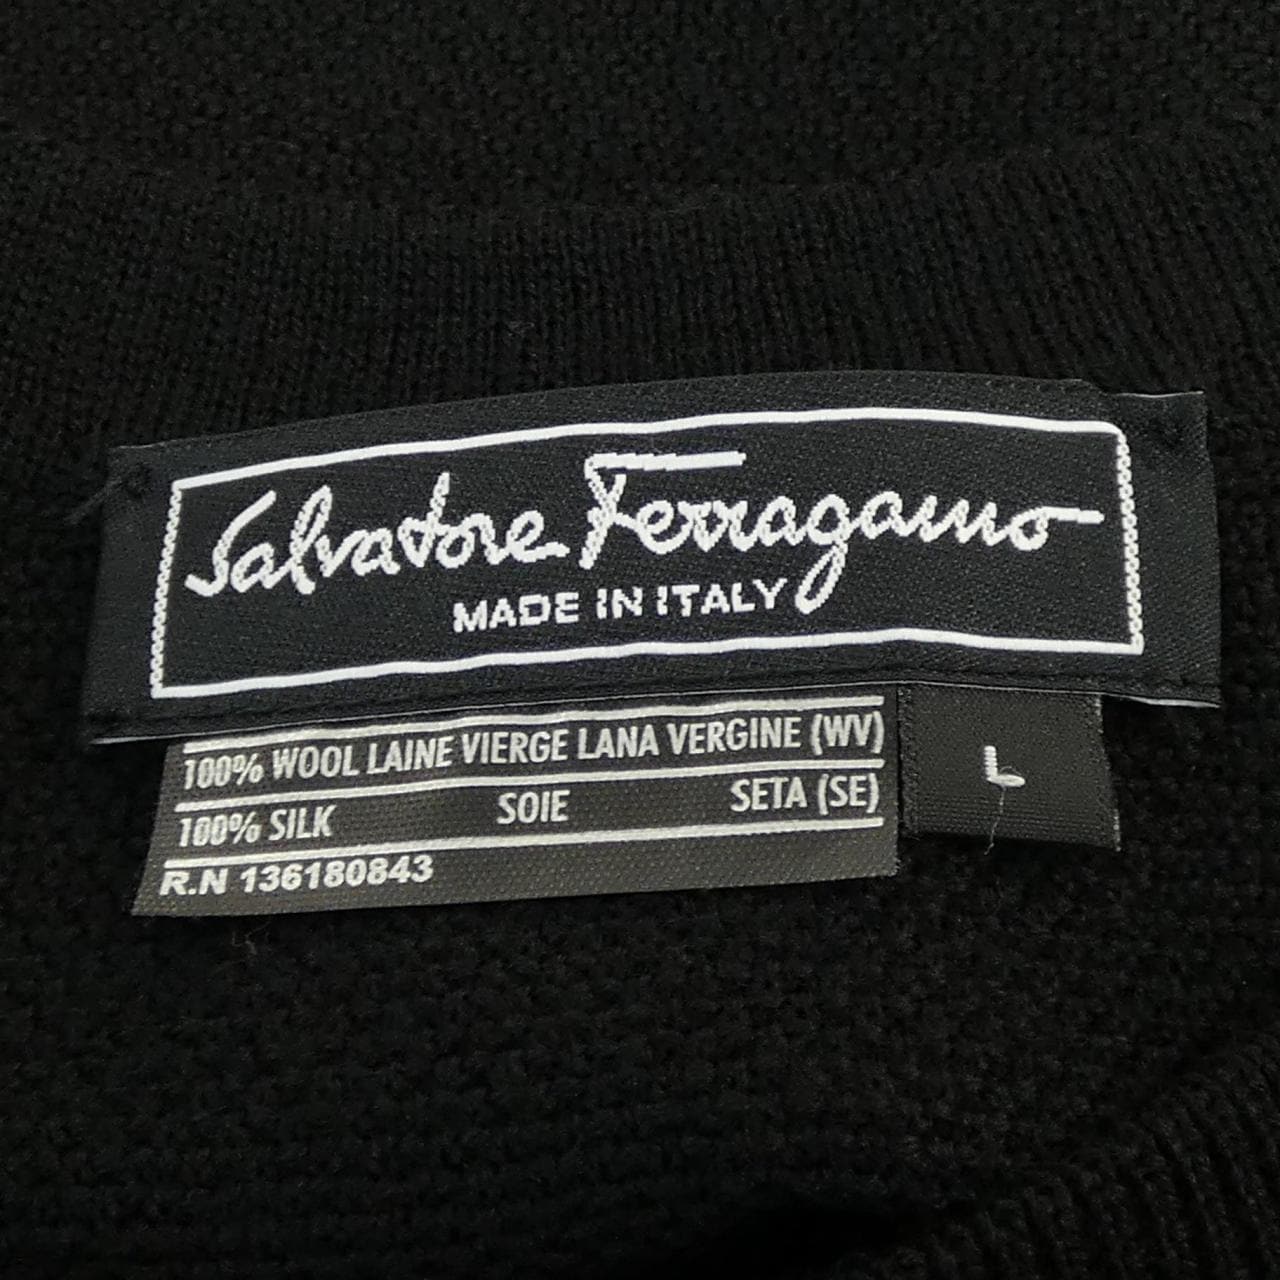 Salvatore Ferragamo
MADE IN ITALY
100% WOOL LAINE VIERGE LANA VERGINE (WV)
100% SILK SOIE SETA (SE)
R.N 136180843
L